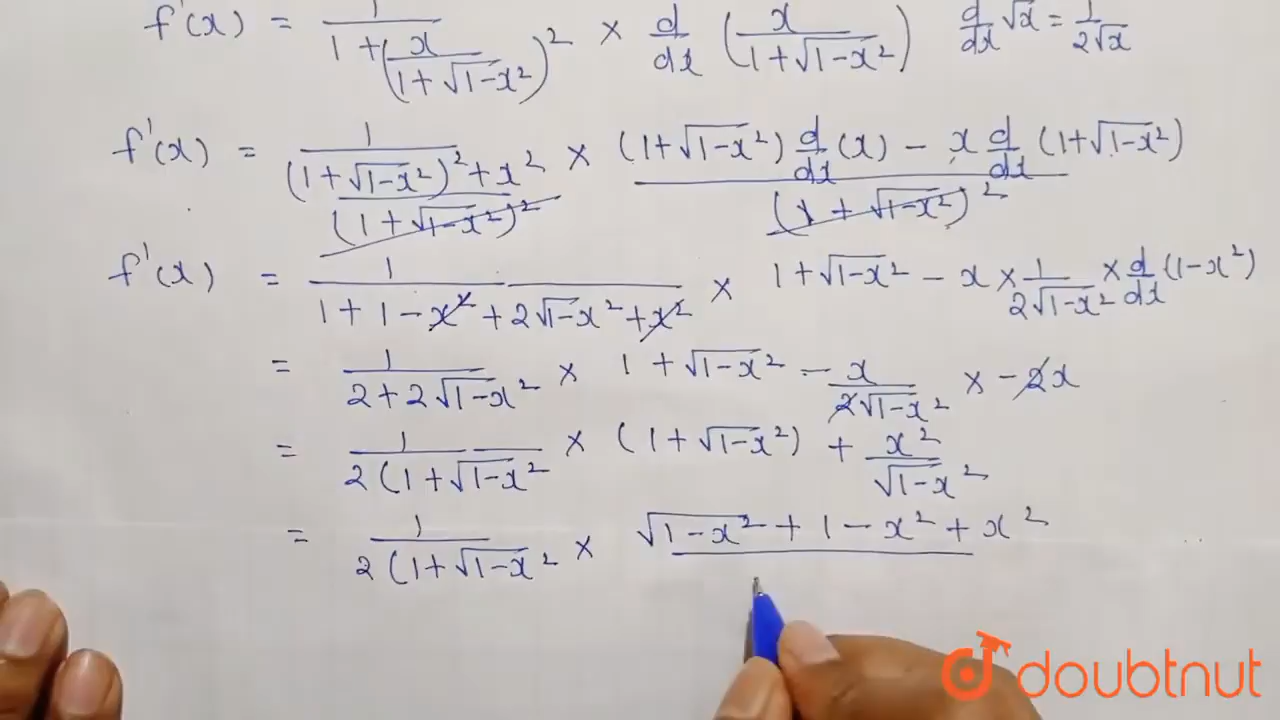 f'(x) = 1/(1+(x/(1+√(1-x²)))²) × d/dx (x/(1+√(1-x²))) d/dx √x = 1/(2√x)
f'(x) = 1/(((1+√(1-x²))²+x²)/(1+√(1-x²))²) × ((1+√(1-x²)) d/dx (x) - x d/dx (1+√(1-x²)))/(1+√(1-x²))²
f'(x) = 1/(1+1-x²+2√(1-x²)+x²) × 1+√(1-x²) - x × 1/(2√(1-x²)) × d/dx (1-x²)
= 1/(2+2√(1-x²)) × 1+√(1-x²) - x/(2√(1-x²)) × -2x
= 1/(2(1+√(1-x²)) × (1+√(1-x²)) + x²/√(1-x²)
= 1/(2(1+√(1-x²)) × √(1-x²)+1-x²+x²
doubtnut